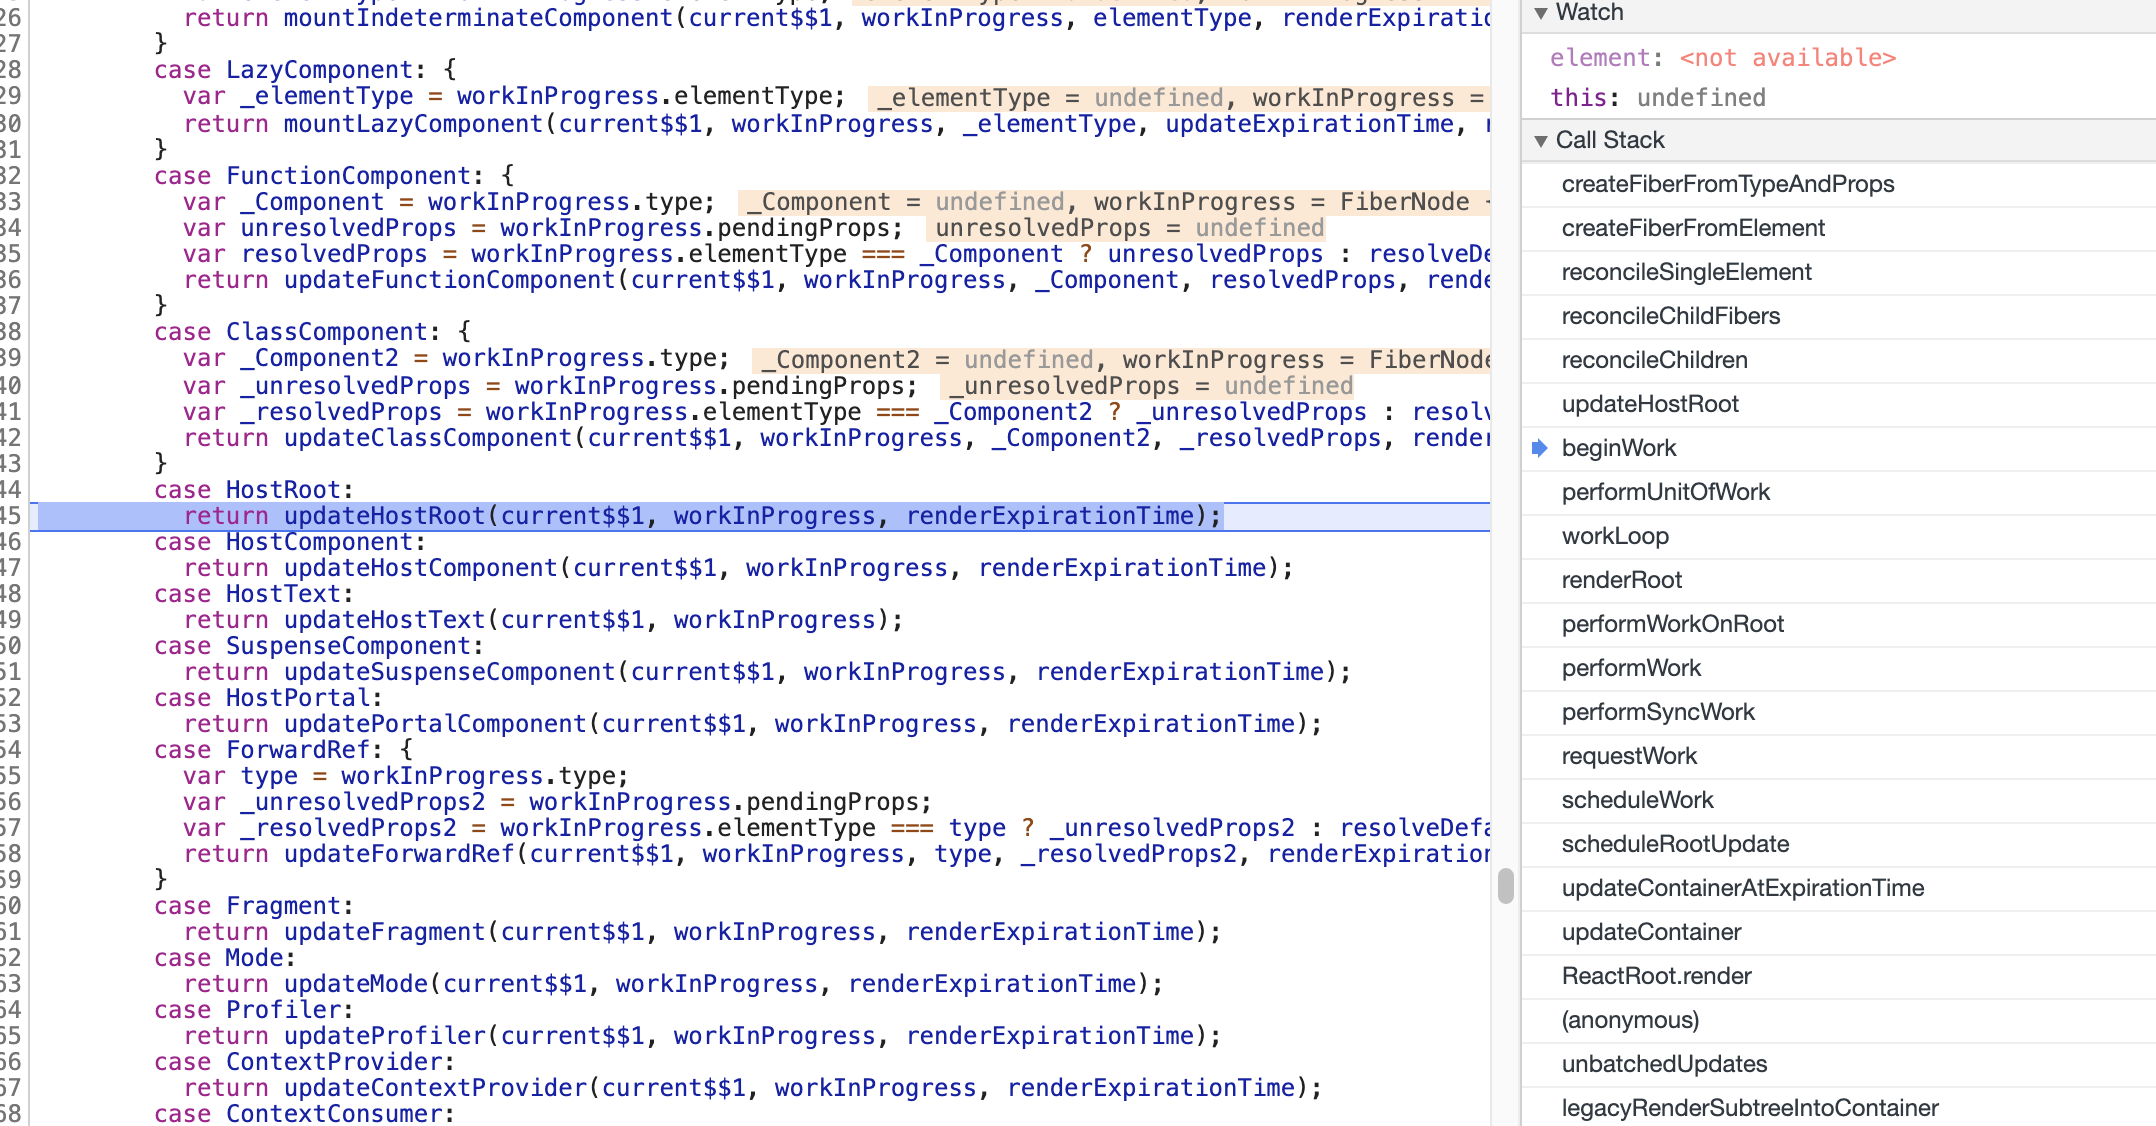 26 return mountIndeterminateComponent(current$$1, workInProgress, elementType, renderExpiratio
27 }
28 case LazyComponent: {
29 var _elementType = workInProgress.elementType; _elementType = undefined, workInProgress =
30 return mountLazyComponent(current$$1, workInProgress, _elementType, updateExpirationTime, r
31 }
32 case FunctionComponent: {
33 var _Component = workInProgress.type; _Component = undefined, workInProgress = FiberNode {
34 var unresolvedProps = workInProgress.pendingProps; unresolvedProps = undefined
35 var resolvedProps = workInProgress.elementType === _Component ? unresolvedProps : resolveDe
36 return updateFunctionComponent(current$$1, workInProgress, _Component, resolvedProps, rende
37 }
38 case ClassComponent: {
39 var _Component2 = workInProgress.type; _Component2 = undefined, workInProgress = FiberNode
40 var _unresolvedProps = workInProgress.pendingProps; _unresolvedProps = undefined
41 var _resolvedProps = workInProgress.elementType === _Component2 ? _unresolvedProps : resolv
42 return updateClassComponent(current$$1, workInProgress, _Component2, _resolvedProps, render
43 }
44 case HostRoot:
45 return updateHostRoot(current$$1, workInProgress, renderExpirationTime);
46 case HostComponent:
47 return updateHostComponent(current$$1, workInProgress, renderExpirationTime);
48 case HostText:
49 return updateHostText(current$$1, workInProgress);
50 case SuspenseComponent:
51 return updateSuspenseComponent(current$$1, workInProgress, renderExpirationTime);
52 case HostPortal:
53 return updatePortalComponent(current$$1, workInProgress, renderExpirationTime);
54 case ForwardRef: {
55 var type = workInProgress.type;
56 var _unresolvedProps2 = workInProgress.pendingProps;
57 var _resolvedProps2 = workInProgress.elementType === type ? _unresolvedProps2 : resolveDefa
58 return updateForwardRef(current$$1, workInProgress, type, _resolvedProps2, renderExpiration
59 }
60 case Fragment:
61 return updateFragment(current$$1, workInProgress, renderExpirationTime);
62 case Mode:
63 return updateMode(current$$1, workInProgress, renderExpirationTime);
64 case Profiler:
65 return updateProfiler(current$$1, workInProgress, renderExpirationTime);
66 case ContextProvider:
67 return updateContextProvider(current$$1, workInProgress, renderExpirationTime);
68 case ContextConsumer:
Watch
element: <not available>
this: undefined
Call Stack
createFiberFromTypeAndProps
createFiberFromElement
reconcileSingleElement
reconcileChildFibers
reconcileChildren
updateHostRoot
beginWork
performUnitOfWork
workLoop
renderRoot
performWorkOnRoot
performWork
performSyncWork
requestWork
scheduleWork
scheduleRootUpdate
updateContainerAtExpirationTime
updateContainer
ReactRoot.render
(anonymous)
unbatchedUpdates
legacyRenderSubtreeIntoContainer